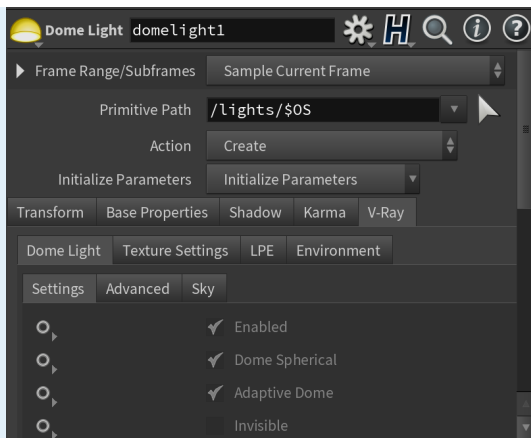 Dome Light domelight1
Frame Range/Subframes Sample Current Frame
Primitive Path /lights/$OS
Action Create
Initialize Parameters Initialize Parameters
Transform Base Properties Shadow Karma V-Ray
Dome Light Texture Settings LPE Environment
Settings Advanced Sky
Enabled
Dome Spherical
Adaptive Dome
Invisible